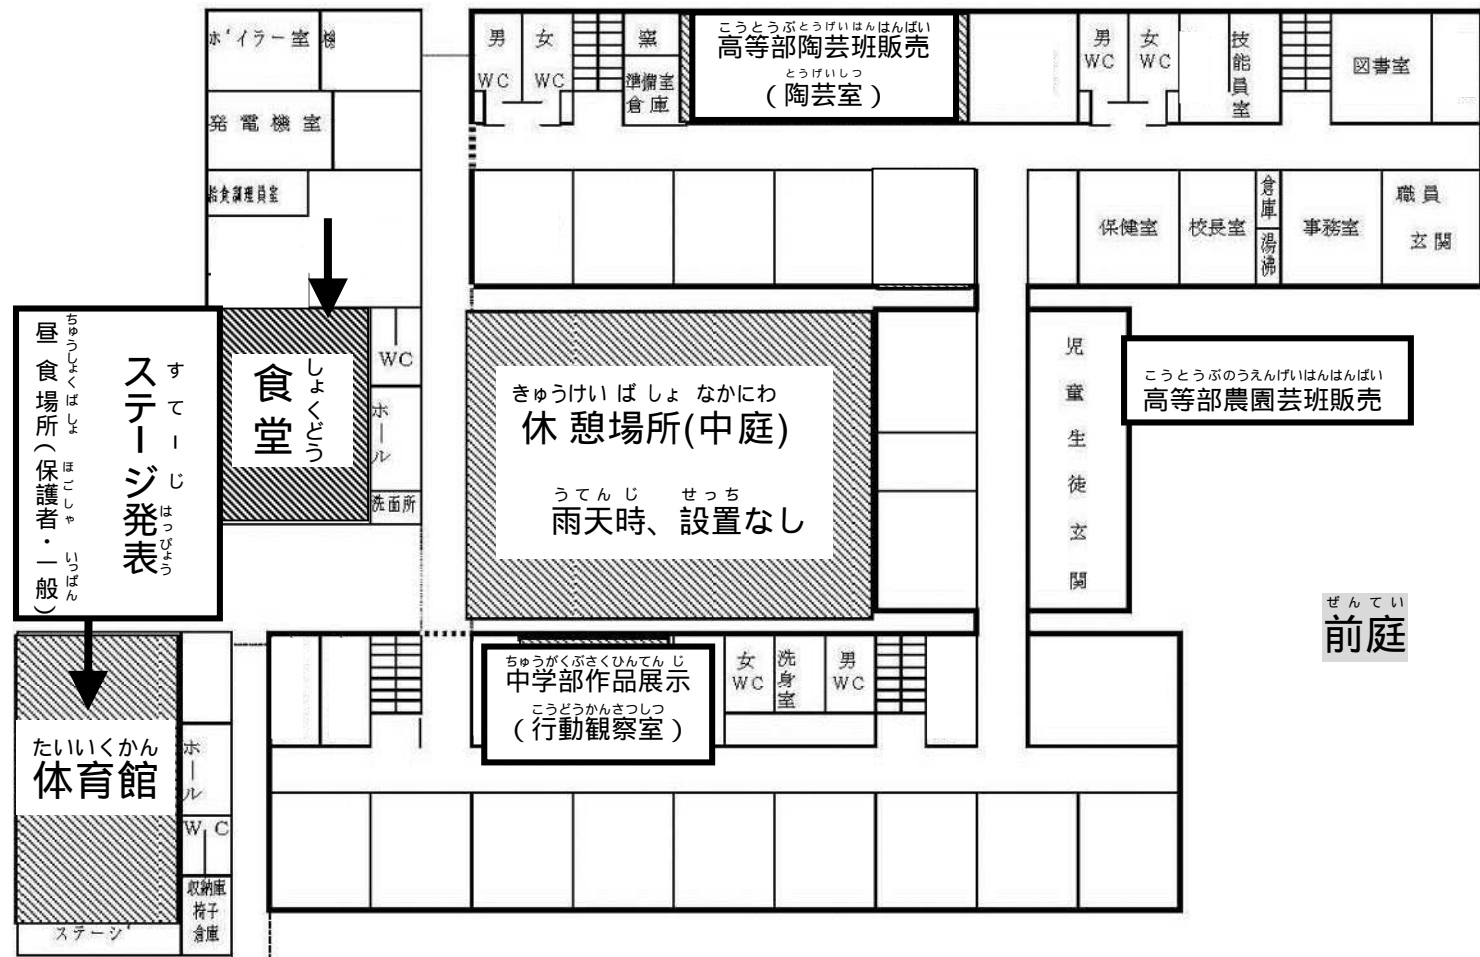 ボイラー室
機
発電機室
給食調理員室
男
WC
女
WC
窯
準備室
倉庫
こうとうぶとうげいはんはんばい
高等部陶芸班販売
とうげいしつ
（陶芸室）
男
WC
女
WC
技能員室
図書室
保健室
校長室
倉庫
湯沸
事務室
職員
玄関
ちゅうしょくばしょ ほごしゃ いっぱん
昼食場所（保護者・一般）
すてーじ はっぴょう
ステージ発表
しょくどう
食堂
WC
ホール
洗面所
きゅうけいばしょ なかにわ
休憩場所(中庭)
うてんじ せっち
雨天時、設置なし
児童生徒玄関
こうとうぶのうえんげいはんはんばい
高等部農園芸班販売
ぜんてい
前庭
ちゅうがくぶさくひんてんじ
中学部作品展示
こうどうかんさつしつ
（行動観察室）
女
WC
洗身室
男
WC
たいいくかん
体育館
ホール
WC
収納庫
椅子
倉庫
ステージ